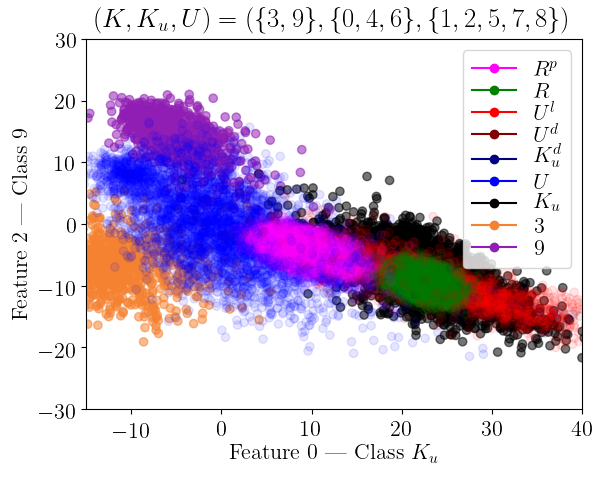 (K, K_u, U) = ({3, 9}, {0, 4, 6}, {1, 2, 5, 7, 8})
30
20
10
0
−10
−20
−30
Feature 2 — Class 9
R^p
R
U^l
U^d
K_u^d
U
K_u
3
9
−10
0
10
20
30
40
Feature 0 — Class K_u